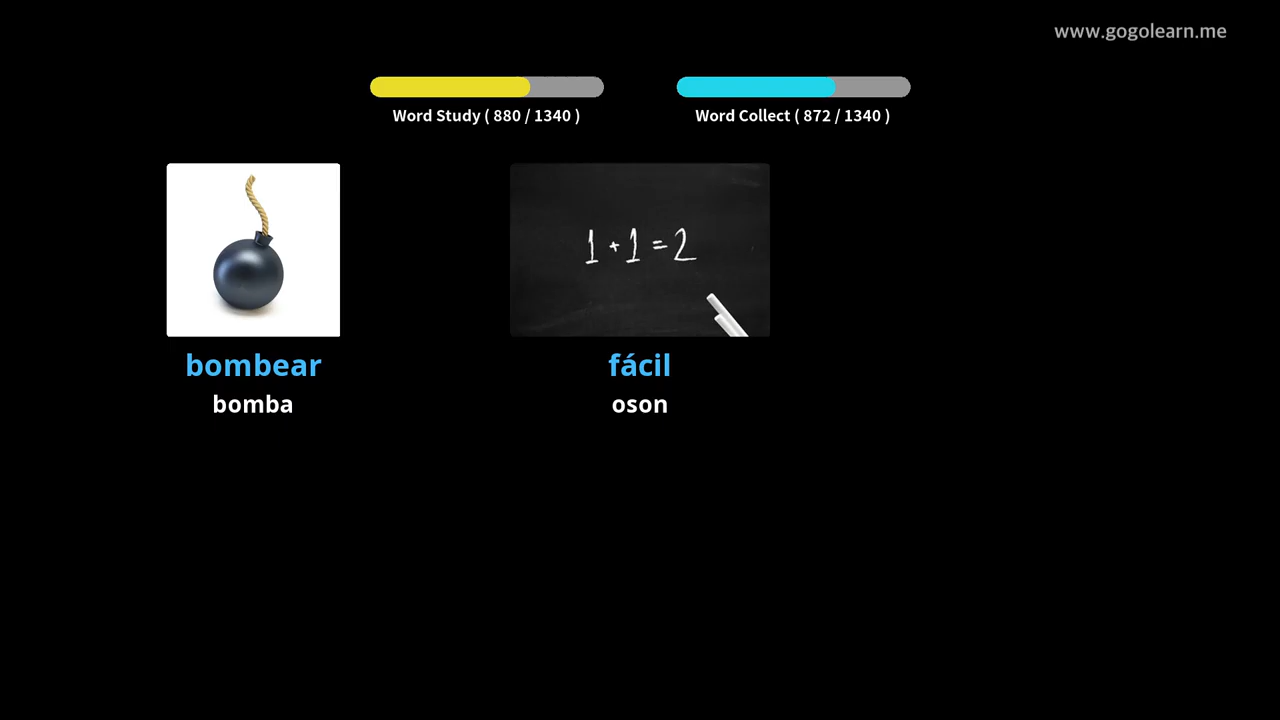 www.gogolearn.me
Word Study ( 880 / 1340 )
Word Collect ( 872 / 1340 )
1 + 1 = 2
bombear
bomba
fácil
oson